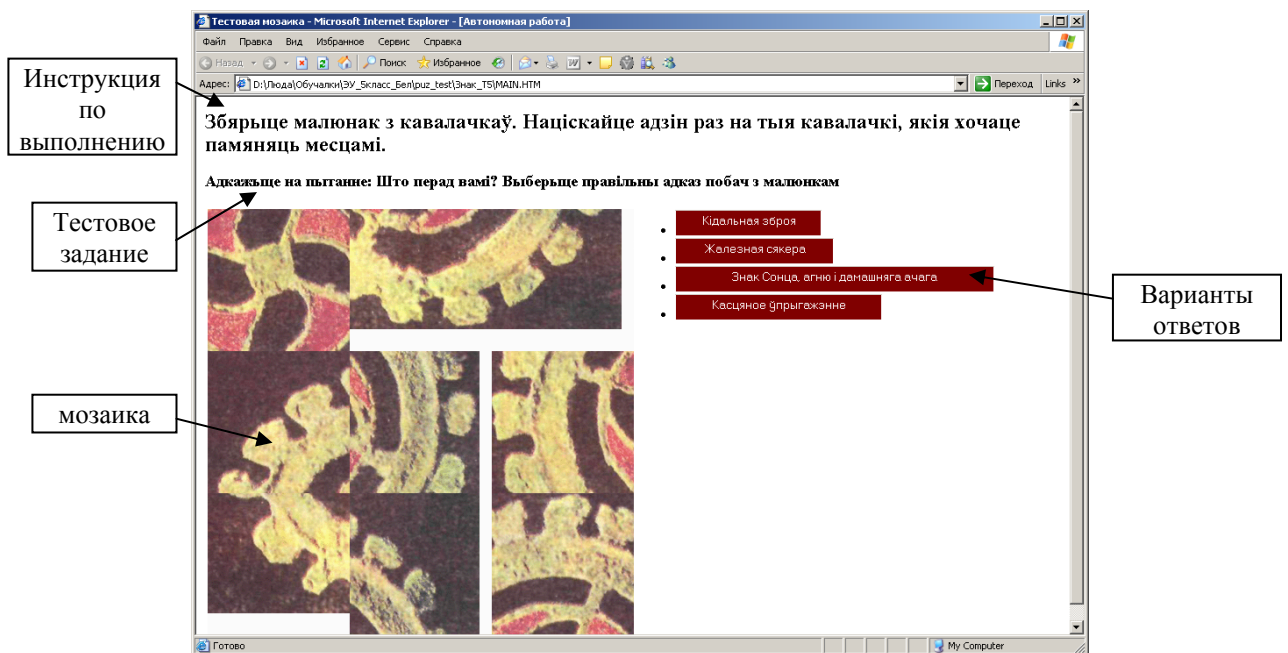 Тестовая мозаика - Microsoft Internet Explorer - [Автономная работа]
Файл Правка Вид Избранное Сервис Справка
Назад Поиск Избранное
Адрес: D:\Люда\Обучалки\ЭУ_5класс_Бел\puz_test\Знак_Т5\MAIN.HTM Переход Links »
Инструкция
по
выполнению
Збярыце малюнак з кавалачкаў. Націскайце адзін раз на тыя кавалачкі, якія хочаце
памяняць месцамі.
Адкажыце на пытанне: Што перад вамі? Выберыце правільны адказ побач з малюнкам
Тестовое
задание
Кідальная зброя
Жалезная сякера
Знак Сонца, агню і дамашняга ачага
Касцяное ўпрыгажэнне
Варианты
ответов
мозаика
Готово My Computer